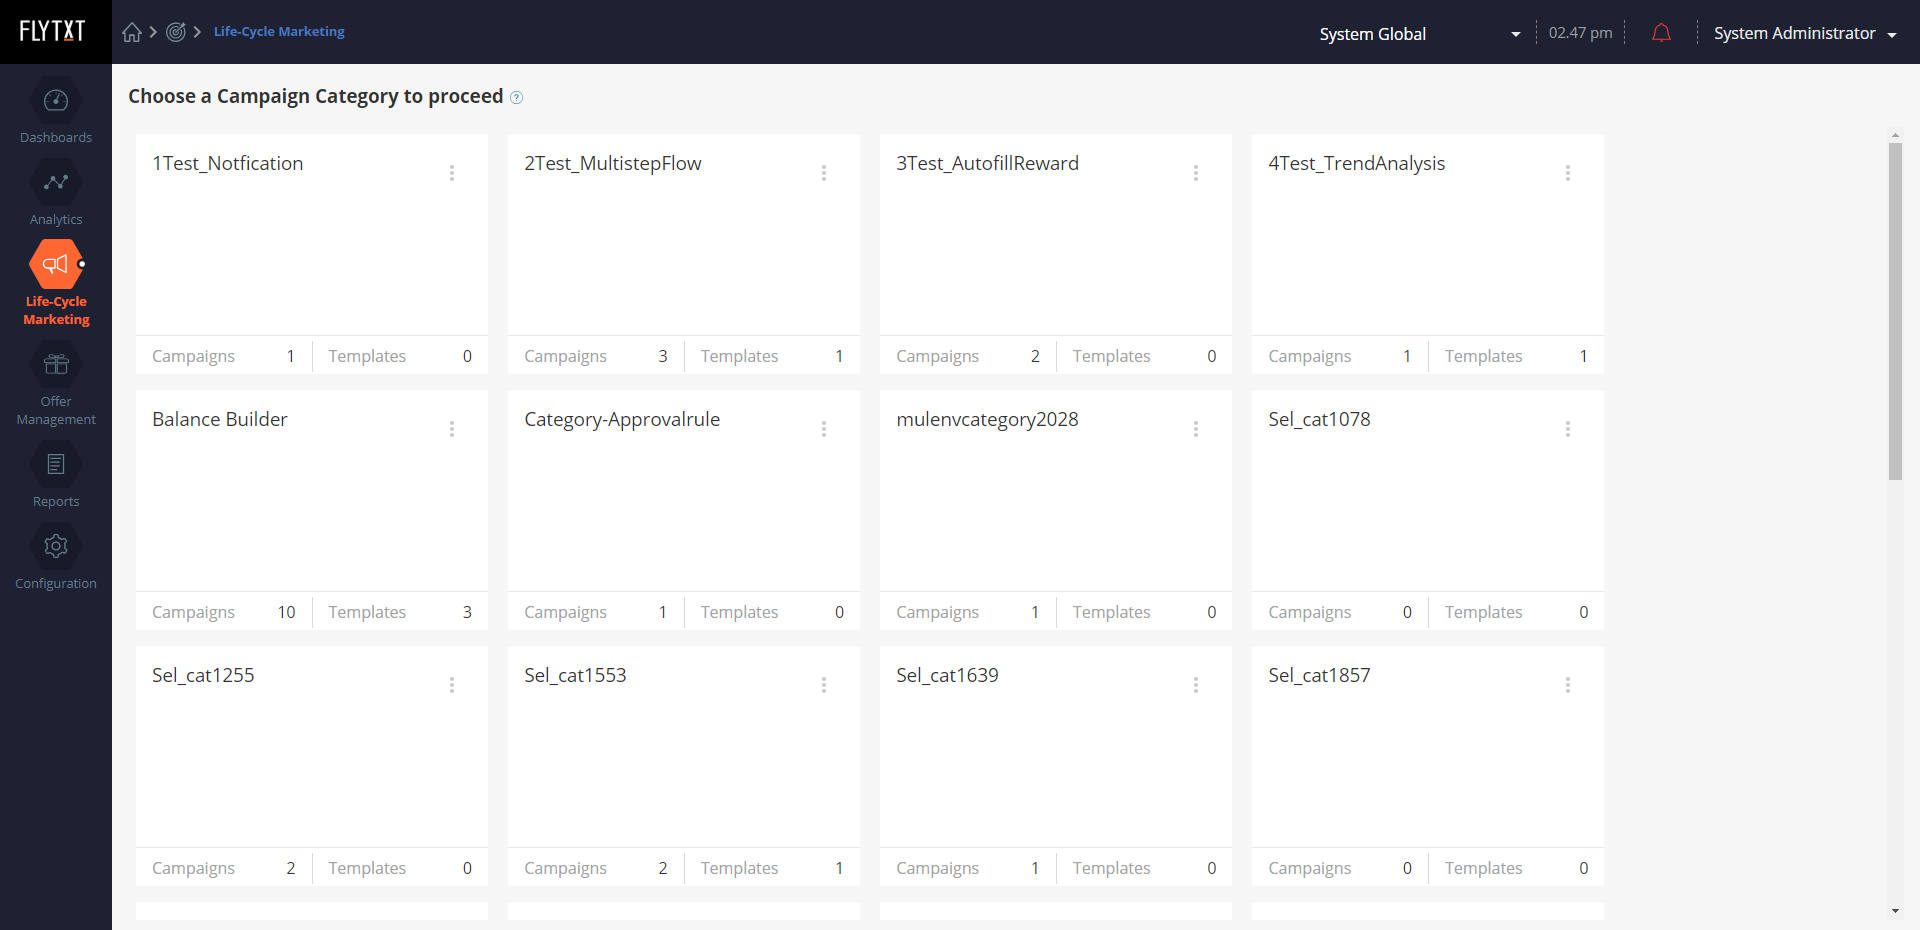 FLYTXT
Life-Cycle Marketing
System Global
02.47 pm
System Administrator
Dashboards
Analytics
Life-Cycle
Marketing
Offer
Management
Reports
Configuration
Choose a Campaign Category to proceed ?
1Test_Notfication
2Test_MultistepFlow
3Test_AutofillReward
4Test_TrendAnalysis
Campaigns 1 Templates 0
Campaigns 3 Templates 1
Campaigns 2 Templates 0
Campaigns 1 Templates 1
Balance Builder
Category-Approvalrule
mulenvcategory2028
Sel_cat1078
Campaigns 10 Templates 3
Campaigns 1 Templates 0
Campaigns 1 Templates 0
Campaigns 0 Templates 0
Sel_cat1255
Sel_cat1553
Sel_cat1639
Sel_cat1857
Campaigns 2 Templates 0
Campaigns 2 Templates 1
Campaigns 1 Templates 0
Campaigns 0 Templates 0